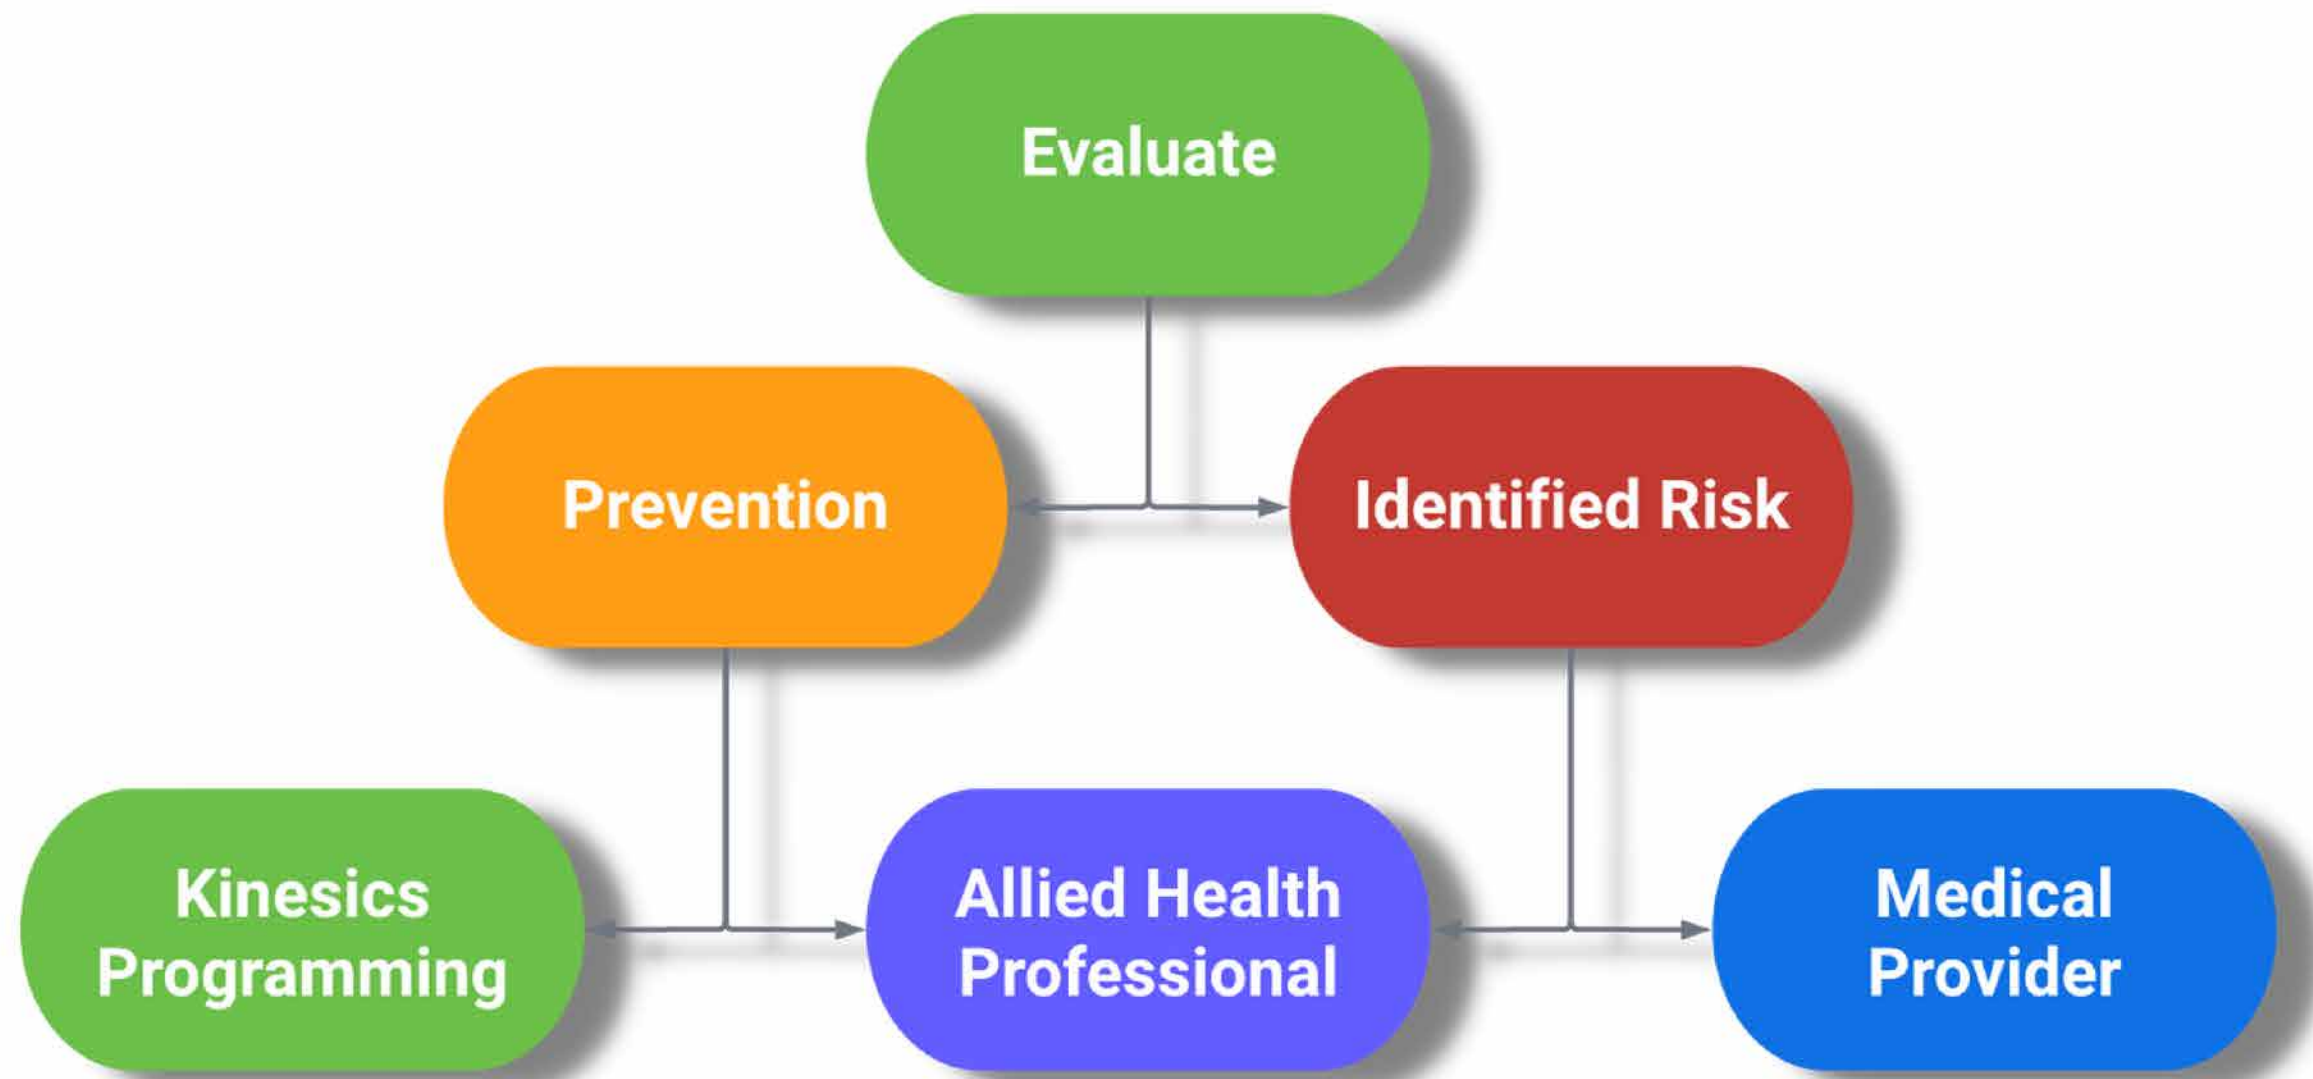 Evaluate
Prevention
Identified Risk
Kinesics
Programming
Allied Health
Professional
Medical
Provider